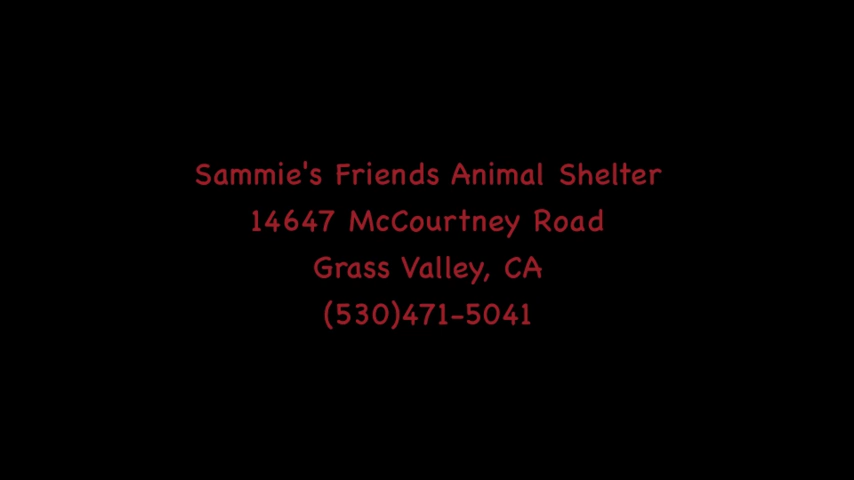 Sammie's Friends Animal Shelter
14647 McCourtney Road
Grass Valley, CA
(530)471-5041